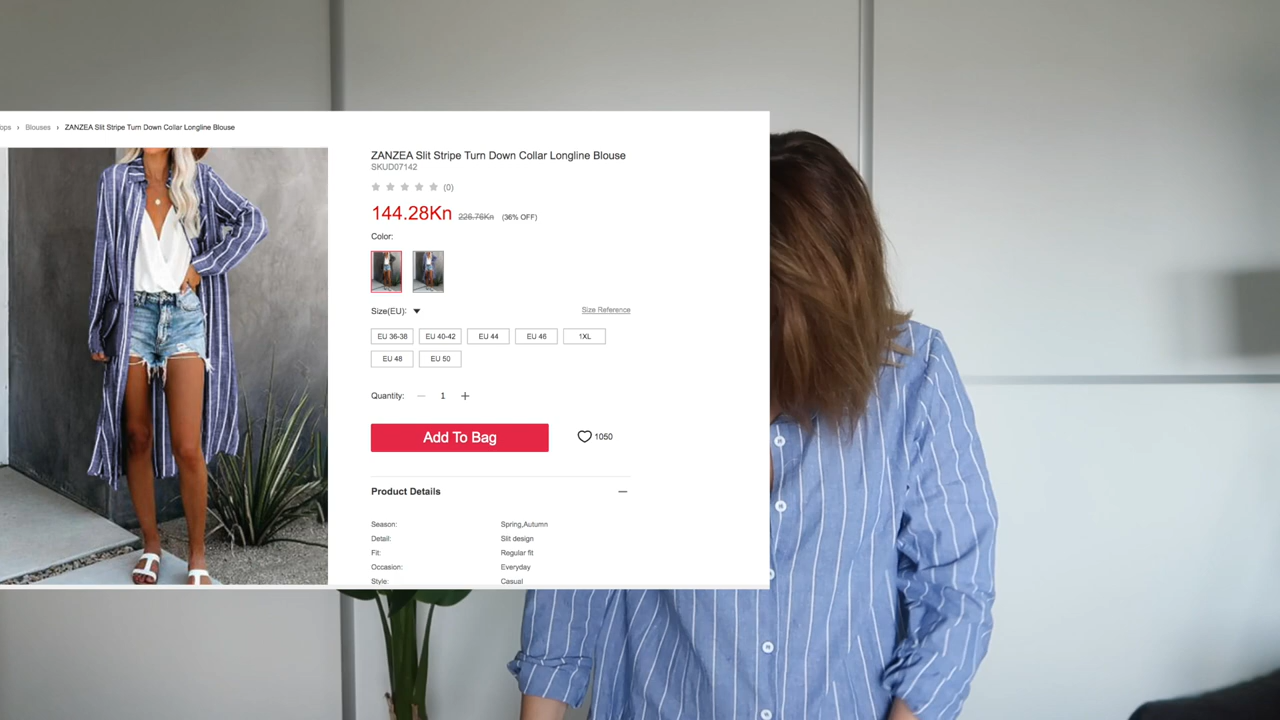 ops › Blouses › ZANZEA Slit Stripe Turn Down Collar Longline Blouse
ZANZEA Slit Stripe Turn Down Collar Longline Blouse
SKUD07142
(0)
144.28Kn 226.76Kn (36% OFF)
Color:
Size(EU): Size Reference
EU 36-38 EU 40-42 EU 44 EU 46 1XL
EU 48 EU 50
Quantity: 1
Add To Bag 1050
Product Details
Season: Spring,Autumn
Detail: Slit design
Fit: Regular fit
Occasion: Everyday
Style: Casual